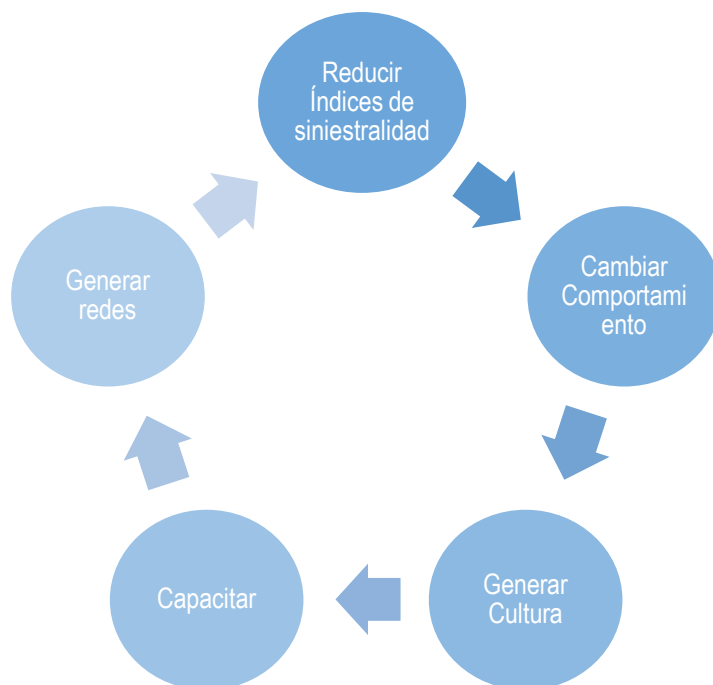 Reducir
Índices de
siniestralidad
Cambiar
Comportami
ento
Generar
Cultura
Capacitar
Generar
redes